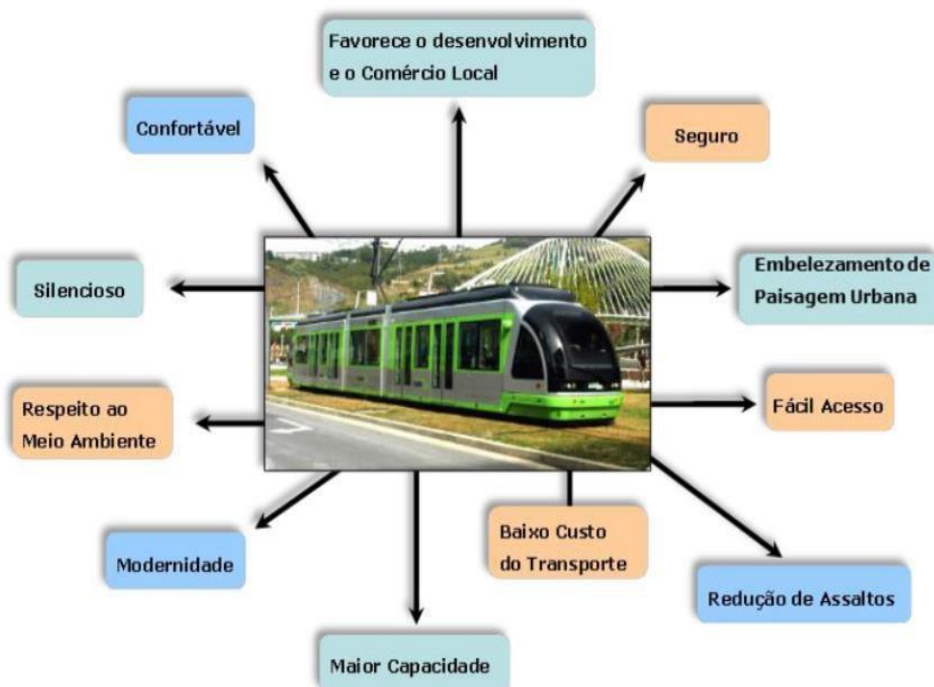 Favorece o desenvolvimento
e o Comércio Local
Confortável
Seguro
Silencioso
Embelezamento de
Paisagem Urbana
Respeito ao
Meio Ambiente
Fácil Acesso
Modernidade
Baixo Custo
do Transporte
Redução de Assaltos
Maior Capacidade